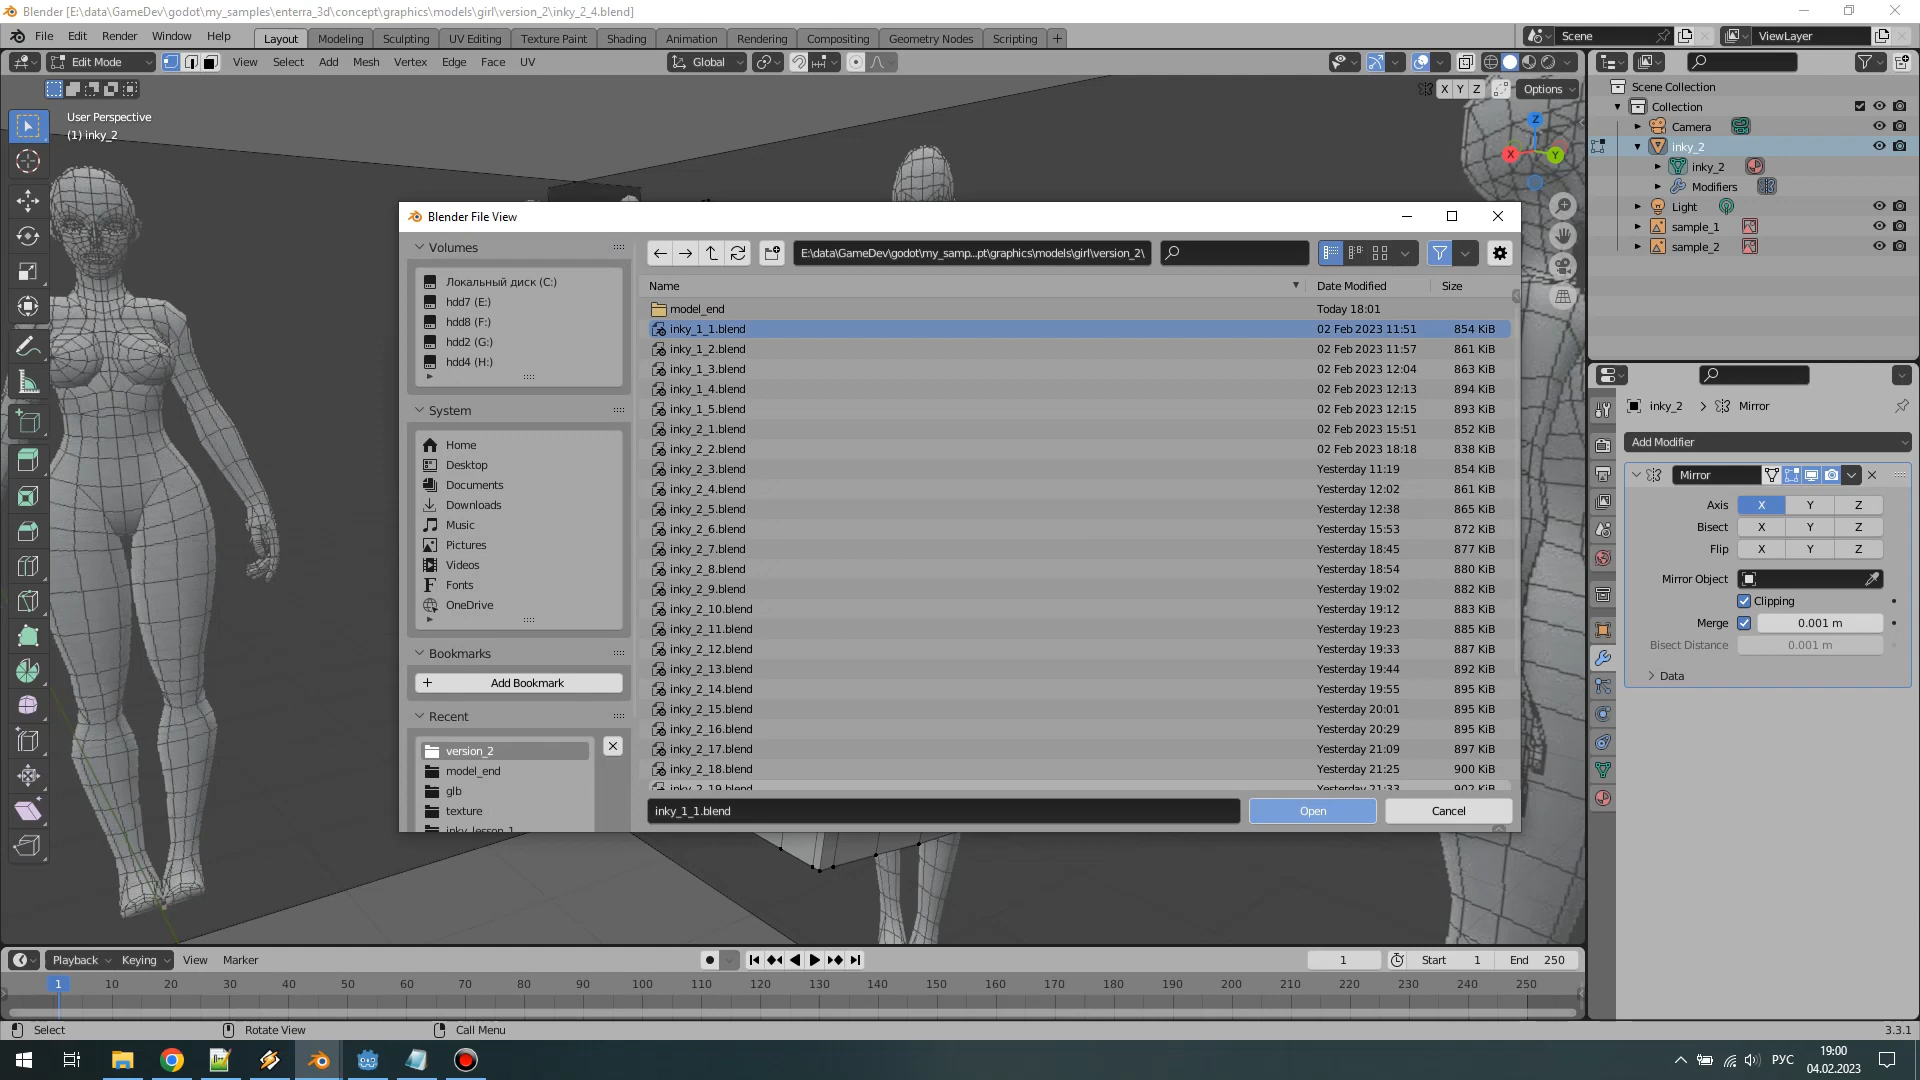 Blender [E:\data\GameDev\godot\my_samples\enterra_3d\concept\graphics\models\girl\version_2\inky_2_4.blend]
File Edit Render Window Help
Layout Modeling Sculpting UV Editing Texture Paint Shading Animation Rendering Compositing Geometry Nodes Scripting +
Scene
ViewLayer
Edit Mode
View Select Add Mesh Vertex Edge Face UV
Global
X Y Z
Options
User Perspective
(1) inky_2
Z
X
Y
Scene Collection
Collection
Camera
inky_2
inky_2
Modifiers
Light
sample_1
sample_2
Blender File View
Volumes
Локальный диск (C:)
hdd7 (E:)
hdd8 (F:)
hdd2 (G:)
hdd4 (H:)
System
Home
Desktop
Documents
Downloads
Music
Pictures
Videos
Fonts
OneDrive
Bookmarks
+ Add Bookmark
Recent
version_2
model_end
glb
texture
inky_lesson_1
E:\data\GameDev\godot\my_samp...pt\graphics\models\girl\version_2\
Name Date Modified Size
model_end Today 18:01
inky_1_1.blend 02 Feb 2023 11:51 854 KiB
inky_1_2.blend 02 Feb 2023 11:57 861 KiB
inky_1_3.blend 02 Feb 2023 12:04 863 KiB
inky_1_4.blend 02 Feb 2023 12:13 894 KiB
inky_1_5.blend 02 Feb 2023 12:15 893 KiB
inky_2_1.blend 02 Feb 2023 15:51 852 KiB
inky_2_2.blend 02 Feb 2023 18:18 838 KiB
inky_2_3.blend Yesterday 11:19 854 KiB
inky_2_4.blend Yesterday 12:02 861 KiB
inky_2_5.blend Yesterday 12:38 865 KiB
inky_2_6.blend Yesterday 15:53 872 KiB
inky_2_7.blend Yesterday 18:45 877 KiB
inky_2_8.blend Yesterday 18:54 880 KiB
inky_2_9.blend Yesterday 19:02 882 KiB
inky_2_10.blend Yesterday 19:12 883 KiB
inky_2_11.blend Yesterday 19:23 885 KiB
inky_2_12.blend Yesterday 19:33 887 KiB
inky_2_13.blend Yesterday 19:44 892 KiB
inky_2_14.blend Yesterday 19:55 895 KiB
inky_2_15.blend Yesterday 20:01 895 KiB
inky_2_16.blend Yesterday 20:29 895 KiB
inky_2_17.blend Yesterday 21:09 897 KiB
inky_2_18.blend Yesterday 21:25 900 KiB
inky_2_19.blend Yesterday 21:33 902 KiB
inky_1_1.blend
Open
Cancel
inky_2 > Mirror
Add Modifier
Mirror
Axis X Y Z
Bisect X Y Z
Flip X Y Z
Mirror Object
Clipping
Merge 0.001 m
Bisect Distance 0.001 m
Data
Playback Keying View Marker
1
Start 1
End 250
1 10 20 30 40 50 60 70 80 90 100 110 120 130 140 150 160 170 180 190 200 210 220 230 240 250
Select
Rotate View
Call Menu
3.3.1
РУС
19:00
04.02.2023